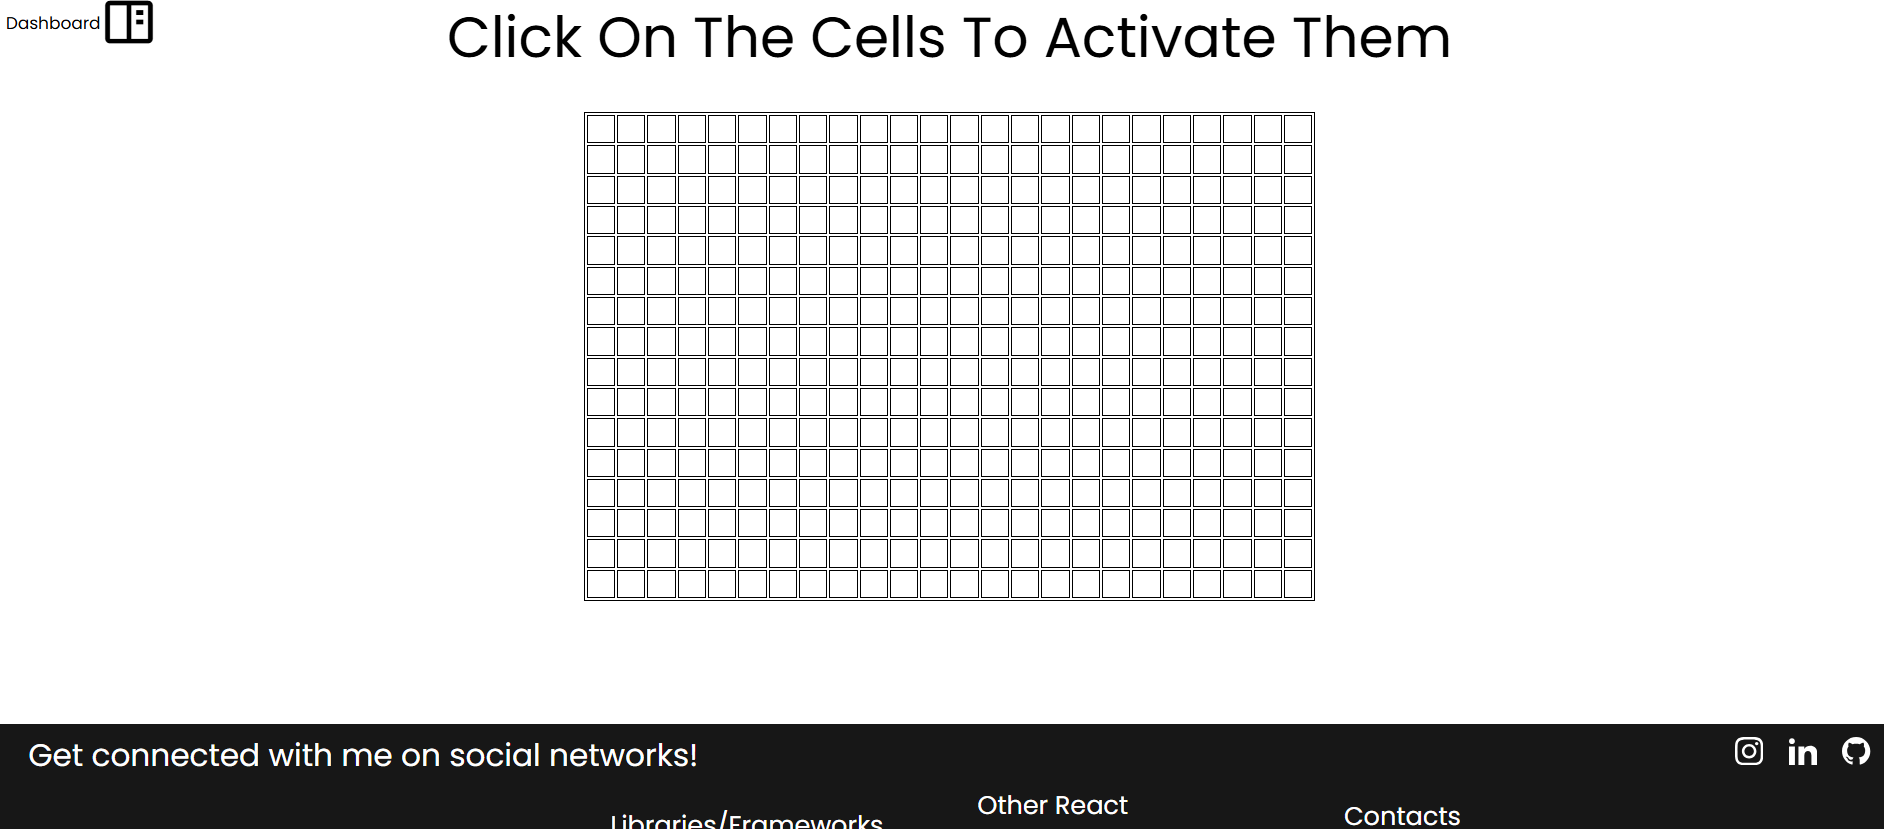 Dashboard
Click On The Cells To Activate Them
Get connected with me on social networks!
Libraries/Frameworks
Other React
Contacts